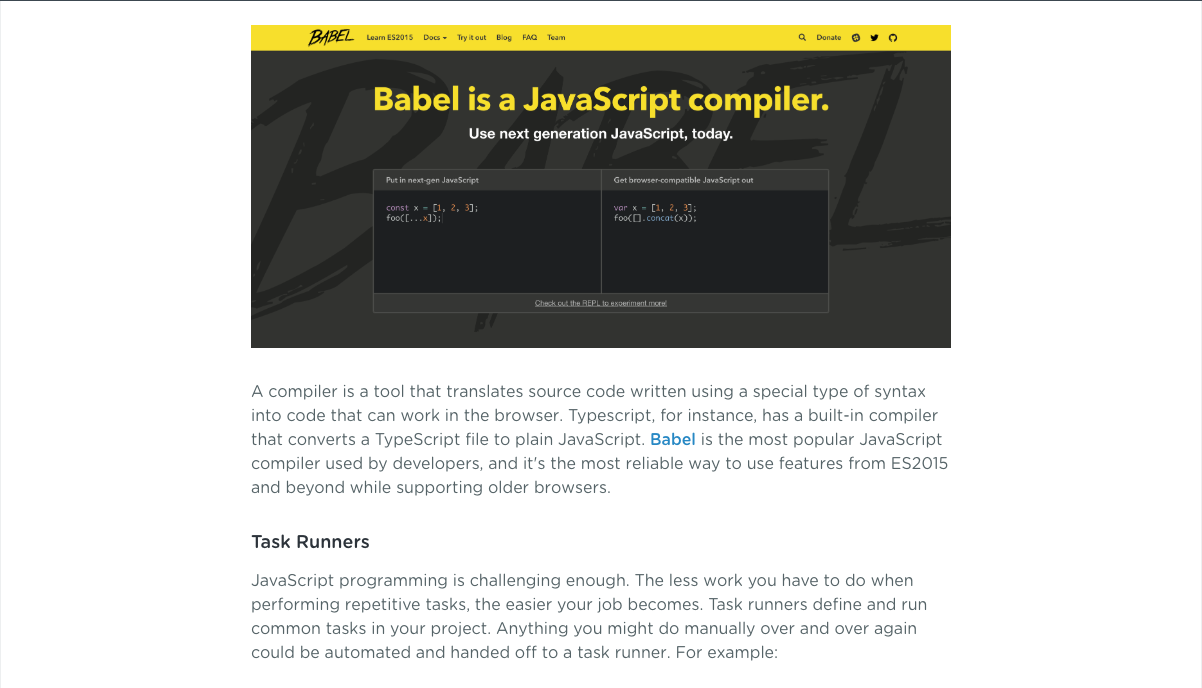 BABEL Learn ES2015 Docs Try it out Blog FAQ Team Donate
Babel is a JavaScript compiler.
Use next generation JavaScript, today.
Put in next-gen JavaScript
const x = [1, 2, 3];
foo([...x]);
Get browser-compatible JavaScript out
var x = [1, 2, 3];
foo([].concat(x));
Check out the REPL to experiment more!
A compiler is a tool that translates source code written using a special type of syntax
into code that can work in the browser. Typescript, for instance, has a built-in compiler
that converts a TypeScript file to plain JavaScript. Babel is the most popular JavaScript
compiler used by developers, and it's the most reliable way to use features from ES2015
and beyond while supporting older browsers.
Task Runners
JavaScript programming is challenging enough. The less work you have to do when
performing repetitive tasks, the easier your job becomes. Task runners define and run
common tasks in your project. Anything you might do manually over and over again
could be automated and handed off to a task runner. For example: